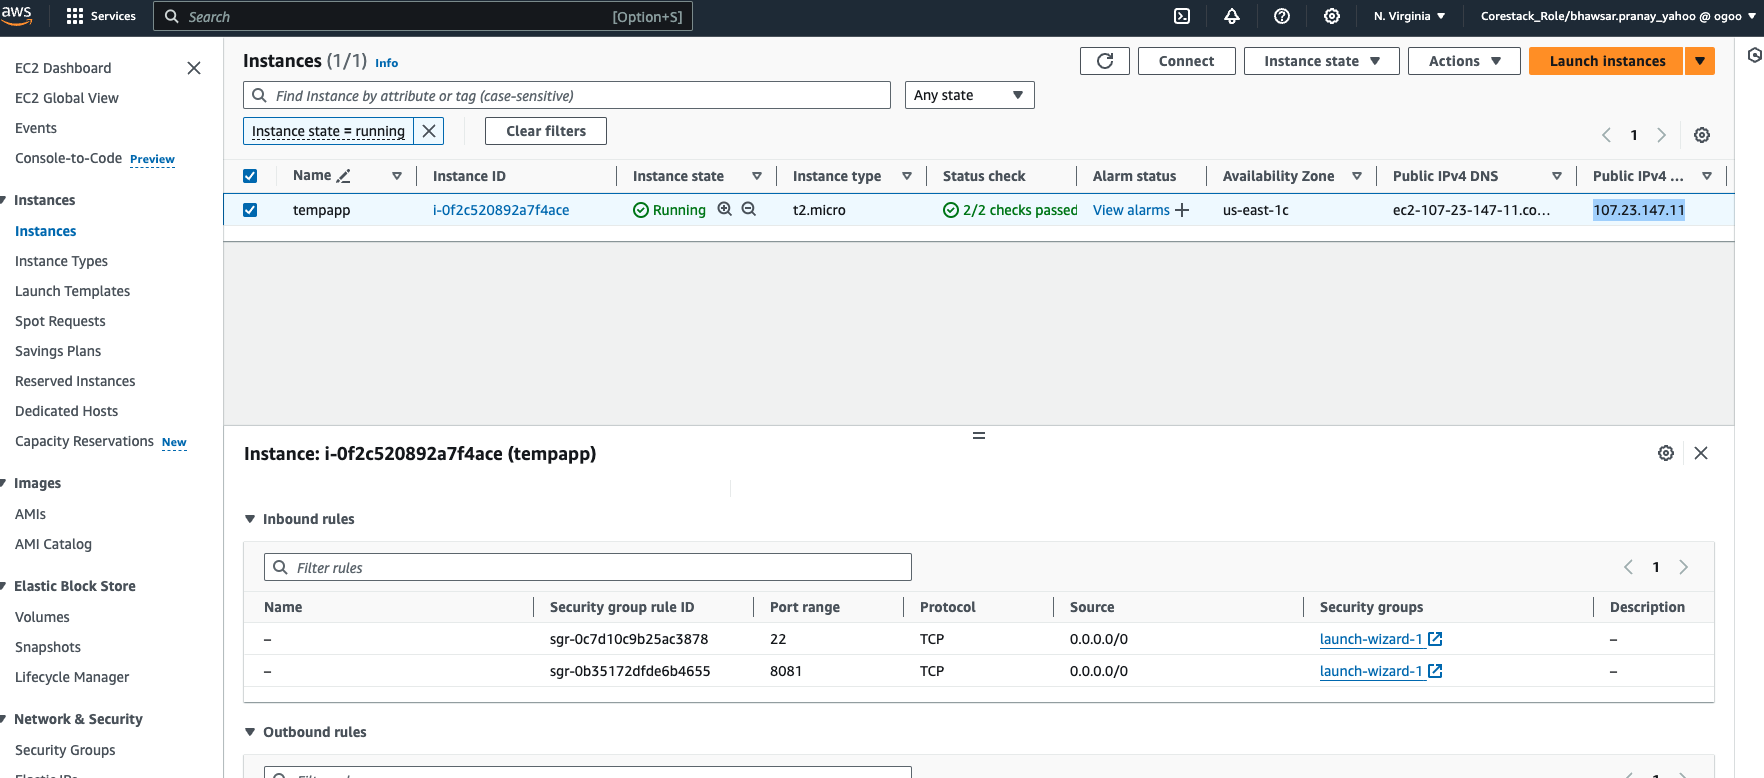 aws Services Search [Option+S] N. Virginia Corestack_Role/bhawsar.pranay_yahoo @ ogoo
EC2 Dashboard
EC2 Global View
Events
Console-to-Code Preview
Instances
Instances
Instance Types
Launch Templates
Spot Requests
Savings Plans
Reserved Instances
Dedicated Hosts
Capacity Reservations New
Images
AMIs
AMI Catalog
Elastic Block Store
Volumes
Snapshots
Lifecycle Manager
Network & Security
Security Groups
Instances (1/1) Info Connect Instance state Actions Launch instances
Find Instance by attribute or tag (case-sensitive) Any state
Instance state = running Clear filters 1
Name Instance ID Instance state Instance type Status check Alarm status Availability Zone Public IPv4 DNS Public IPv4 ...
tempapp i-0f2c520892a7f4ace Running t2.micro 2/2 checks passed View alarms us-east-1c ec2-107-23-147-11.co... 107.23.147.11
Instance: i-0f2c520892a7f4ace (tempapp)
Inbound rules
Filter rules 1
Name Security group rule ID Port range Protocol Source Security groups Description
– sgr-0c7d10c9b25ac3878 22 TCP 0.0.0.0/0 launch-wizard-1 –
– sgr-0b35172dfde6b4655 8081 TCP 0.0.0.0/0 launch-wizard-1 –
Outbound rules